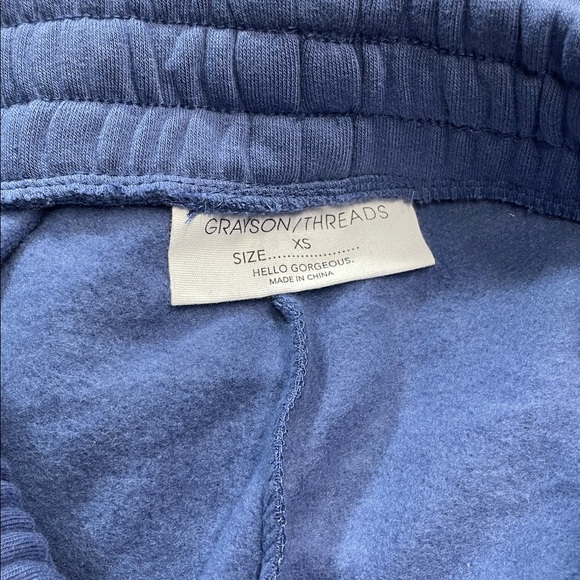 GRAYSON/THREADS
XS
SIZE....................
HELLO GORGEOUS.
MADE IN CHINA